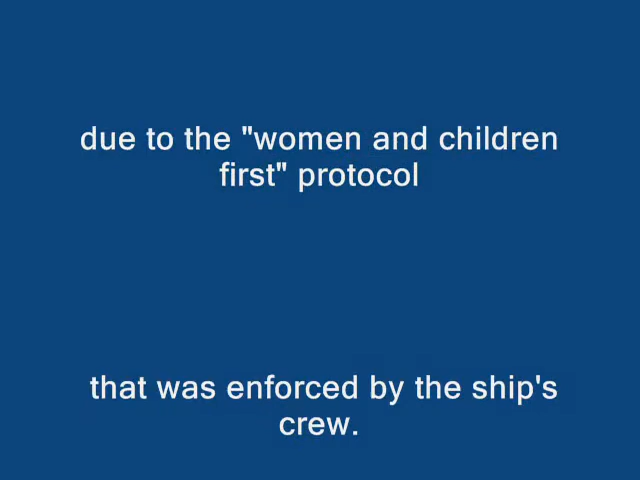 due to the "women and children
first" protocol
that was enforced by the ship's
crew.